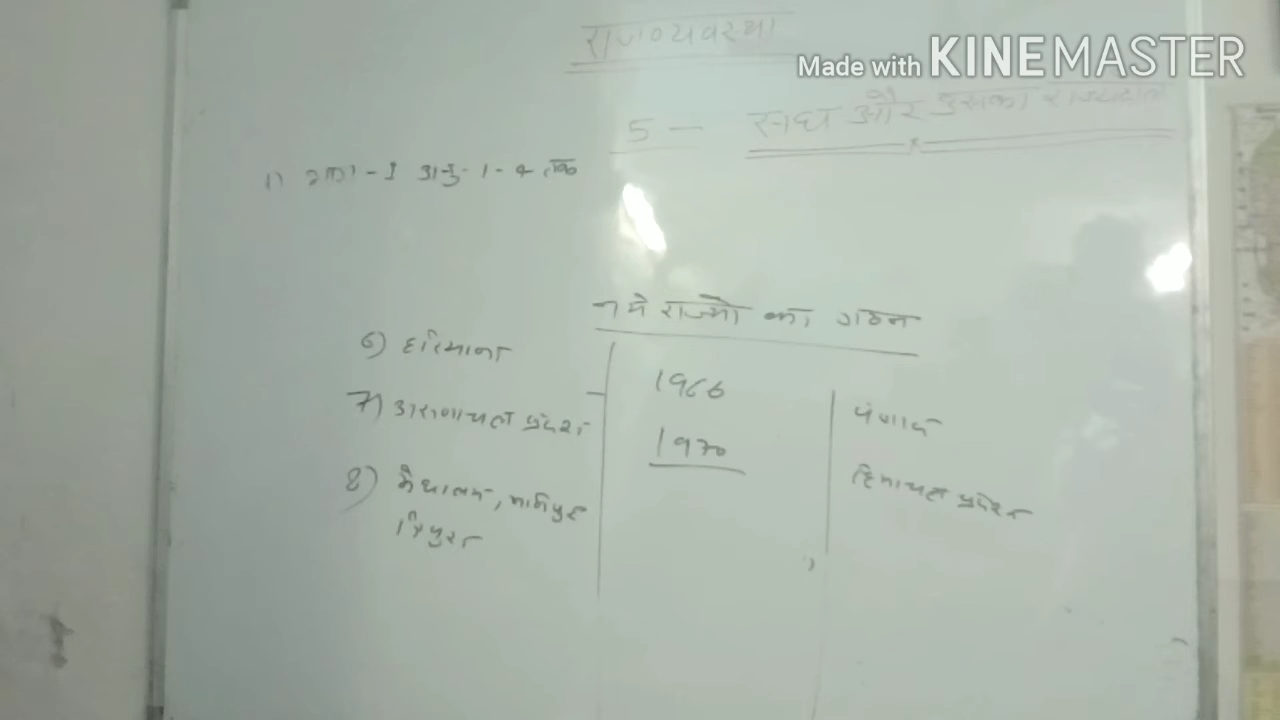 राजव्यवस्था
Made with KINEMASTER
5 — संघ और उसका राज्यक्षेत्र
1) भाग - I अनु. 1 - 4 तक
नये राज्यों का गठन
6) हरियाणा 1966 पंजाब
7) अरुणाचल प्रदेश 1970 हिमाचल प्रदेश
8) मेघालय, मणिपुर
त्रिपुरा